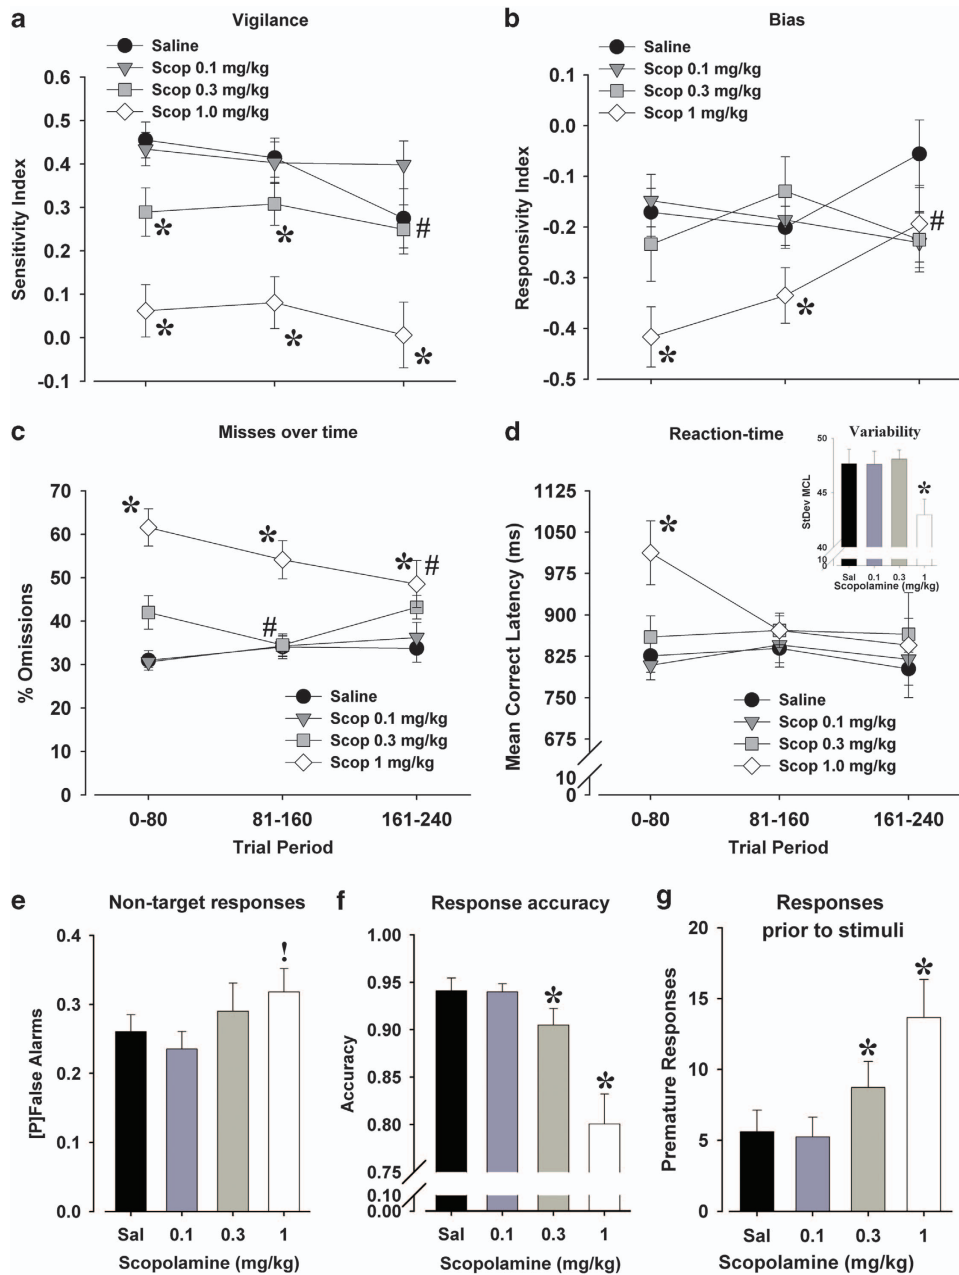 a
Vigilance
Saline
Scop 0.1 mg/kg
Scop 0.3 mg/kg
Scop 1.0 mg/kg
Sensitivity Index
0.6
0.5
0.4
0.3
0.2
0.1
0.0
-0.1
*
*
#
*
*
*
b
Bias
Saline
Scop 0.1 mg/kg
Scop 0.3 mg/kg
Scop 1 mg/kg
Responsivity Index
0.1
0.0
-0.1
-0.2
-0.3
-0.4
-0.5
*
*
#
c
Misses over time
% Omissions
70
60
50
40
30
20
10
0
*
*
* #
#
Saline
Scop 0.1 mg/kg
Scop 0.3 mg/kg
Scop 1 mg/kg
0-80 81-160 161-240
Trial Period
d
Reaction-time
Mean Correct Latency (ms)
1125
1050
975
900
825
750
675
10
0
*
Variability
StDev MCL
50
45
40
10
0
*
Sal 0.1 0.3 1
Scopolamine (mg/kg)
Saline
Scop 0.1 mg/kg
Scop 0.3 mg/kg
Scop 1.0 mg/kg
0-80 81-160 161-240
Trial Period
e
Non-target responses
[P]False Alarms
0.4
0.3
0.2
0.1
0.0
!
Sal 0.1 0.3 1
Scopolamine (mg/kg)
f
Response accuracy
Accuracy
1.00
0.95
0.90
0.85
0.80
0.75
0.10
0.00
*
*
Sal 0.1 0.3 1
Scopolamine (mg/kg)
g
Responses
prior to stimuli
Premature Responses
20
15
10
5
0
*
*
Sal 0.1 0.3 1
Scopolamine (mg/kg)